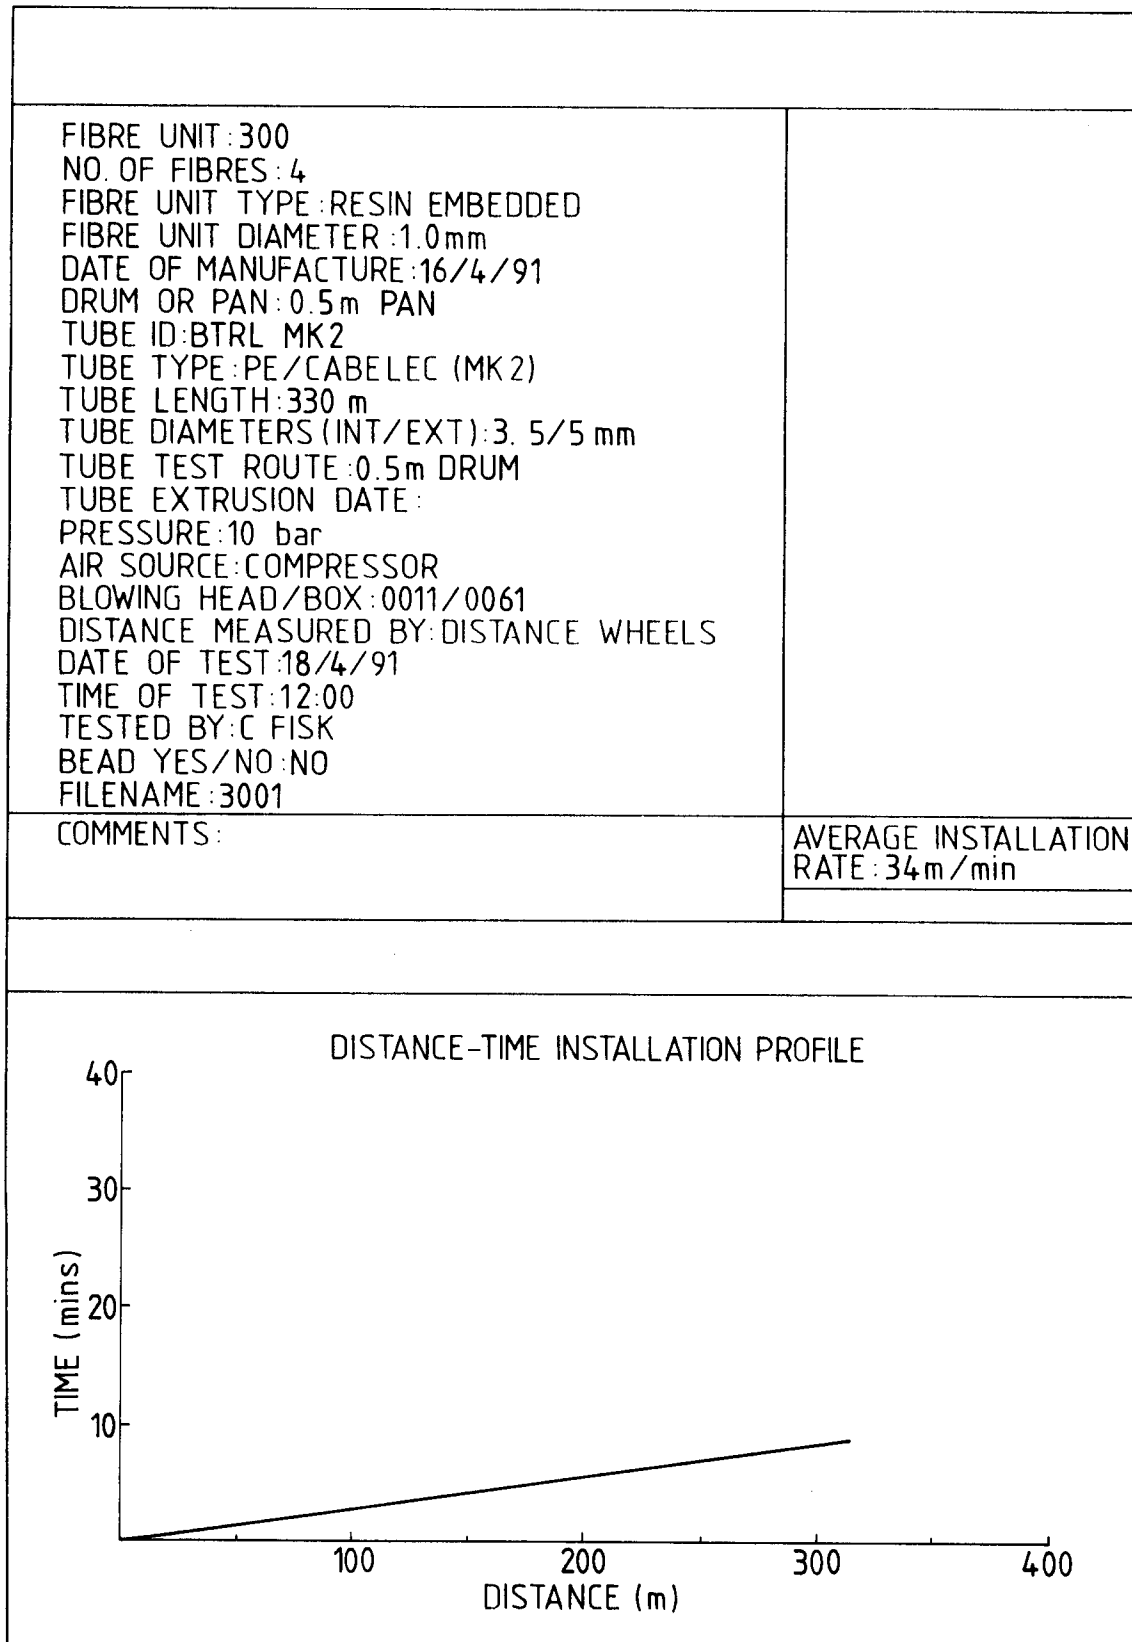 FIBRE UNIT:300
NO. OF FIBRES:4
FIBRE UNIT TYPE:RESIN EMBEDDED
FIBRE UNIT DIAMETER:1.0mm
DATE OF MANUFACTURE:16/4/91
DRUM OR PAN:0.5m PAN
TUBE ID:BTRL MK2
TUBE TYPE:PE/CABELEC (MK2)
TUBE LENGTH:330 m
TUBE DIAMETERS (INT/EXT):3. 5/5 mm
TUBE TEST ROUTE:0.5m DRUM
TUBE EXTRUSION DATE:
PRESSURE:10 bar
AIR SOURCE:COMPRESSOR
BLOWING HEAD/BOX:0011/0061
DISTANCE MEASURED BY:DISTANCE WHEELS
DATE OF TEST:18/4/91
TIME OF TEST:12:00
TESTED BY:C FISK
BEAD YES/NO:NO
FILENAME:3001
COMMENTS:
AVERAGE INSTALLATION
RATE:34m/min
DISTANCE-TIME INSTALLATION PROFILE
40
30
20
10
TIME (mins)
100 200 300 400
DISTANCE (m)